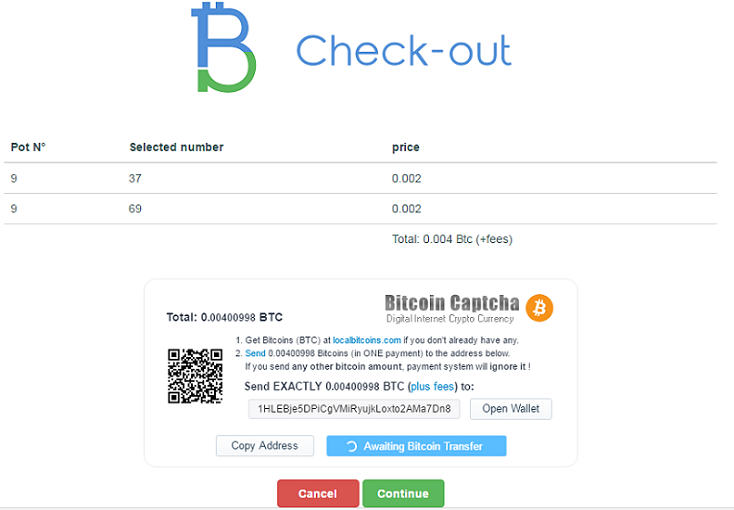 Check-out
Pot N° Selected number price
9 37 0.002
9 69 0.002
Total: 0.004 Btc (+fees)
Bitcoin Captcha
Digital Internet Crypto Currency
Total: 0.00400998 BTC
1. Get Bitcoins (BTC) at localbitcoins.com if you don't already have any.
2. Send 0.00400998 Bitcoins (in ONE payment) to the address below.
If you send any other bitcoin amount, payment system will ignore it !
Send EXACTLY 0.00400998 BTC (plus fees) to:
1HLEBje5DPiCgVMiRyujkLoxto2AMa7Dn8 Open Wallet
Copy Address Awaiting Bitcoin Transfer
Cancel Continue